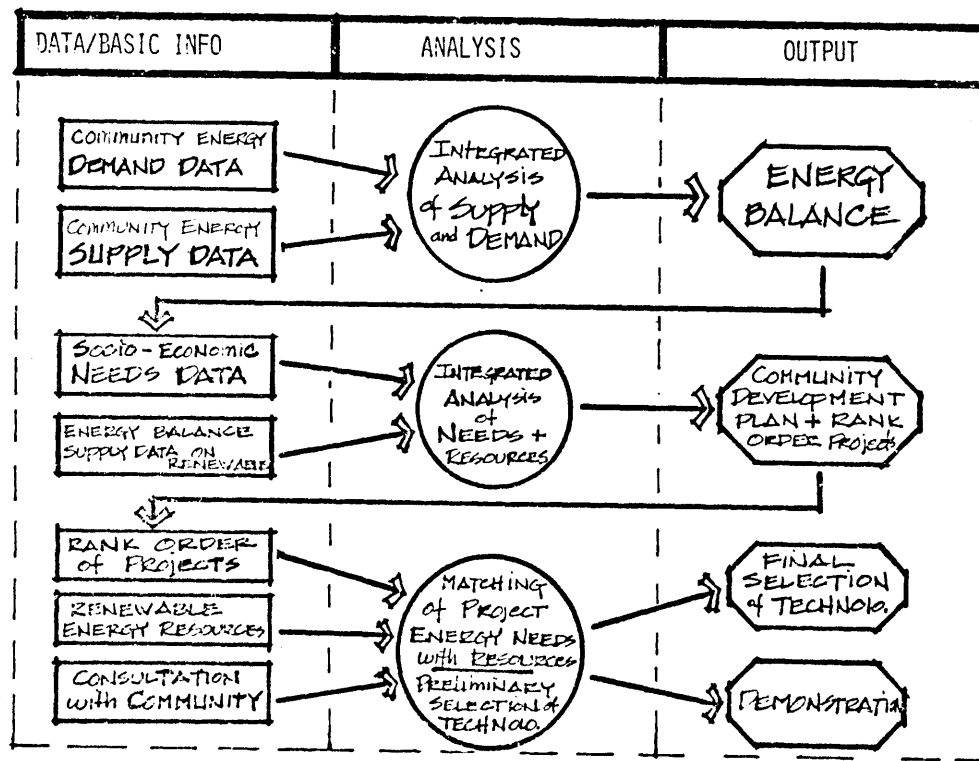 DATA/BASIC INFO
ANALYSIS
OUTPUT
COMMUNITY ENERGY
DEMAND DATA
COMMUNITY ENERGY
SUPPLY DATA
INTEGRATED
ANALYSIS
of SUPPLY
and DEMAND
ENERGY
BALANCE
SOCIO-ECONOMIC
NEEDS DATA
ENERGY BALANCE
SUPPLY DATA ON
RENEWABLES
INTEGRATED
ANALYSIS
of
NEEDS +
RESOURCES
COMMUNITY
DEVELOPMENT
PLAN + RANK
ORDER Projects
RANK ORDER
of PROJECTS
RENEWABLE
ENERGY RESOURCES
CONSULTATION
with COMMUNITY
MATCHING
of PROJECT
ENERGY NEEDS
with RESOURCES
PRELIMINARY
SELECTION of
TECHNOLO.
FINAL
SELECTION
of TECHNOLO.
DEMONSTRATIN